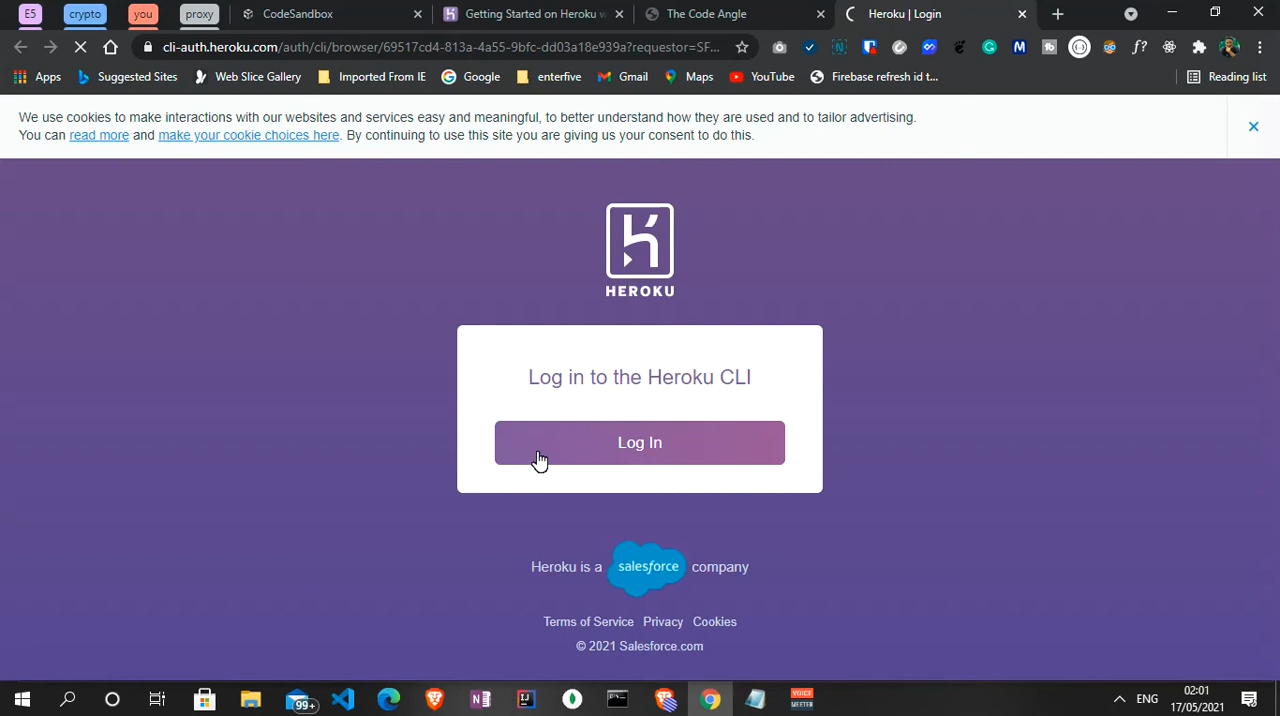 E5 crypto you proxy CodeSandbox Getting Started on Heroku w The Code Angle Heroku | Login
cli-auth.heroku.com/auth/cli/browser/69517cd4-813a-4a55-9bfc-dd03a18e939a?requestor=SF...
Apps Suggested Sites Web Slice Gallery Imported From IE Google enterfive Gmail Maps YouTube Firebase refresh id t... Reading list
We use cookies to make interactions with our websites and services easy and meaningful, to better understand how they are used and to tailor advertising.
You can read more and make your cookie choices here. By continuing to use this site you are giving us your consent to do this.
HEROKU
Log in to the Heroku CLI
Log In
Heroku is a salesforce company
Terms of Service Privacy Cookies
© 2021 Salesforce.com
99+ VOICE MEETER ENG 02:01
17/05/2021